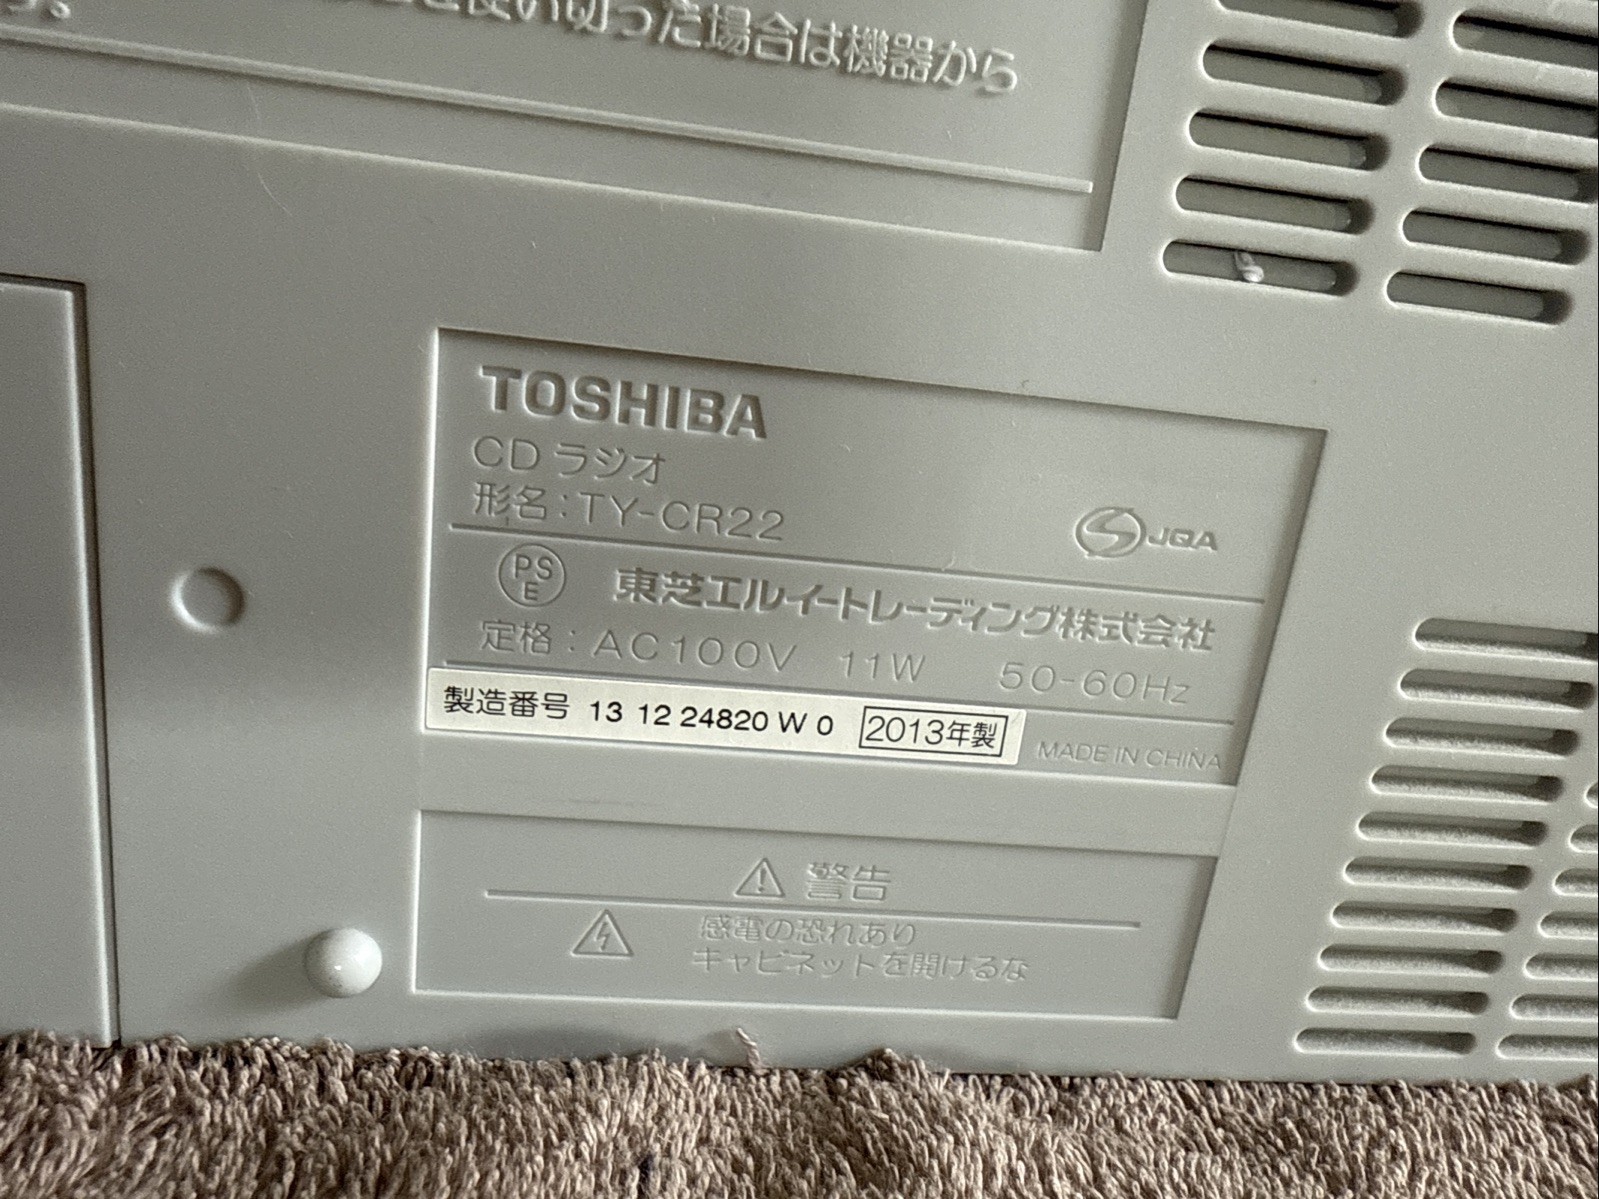 使い切った場合は機器から
TOSHIBA
CD ラジオ
形名：TY-CR22
JQA
PS
E
東芝エルイートレーディング株式会社
定格：AC100V 11W 50-60Hz
製造番号 13 12 24820 W 0 2013年製
MADE IN CHINA
警告
感電の恐れあり
キャビネットを開けるな